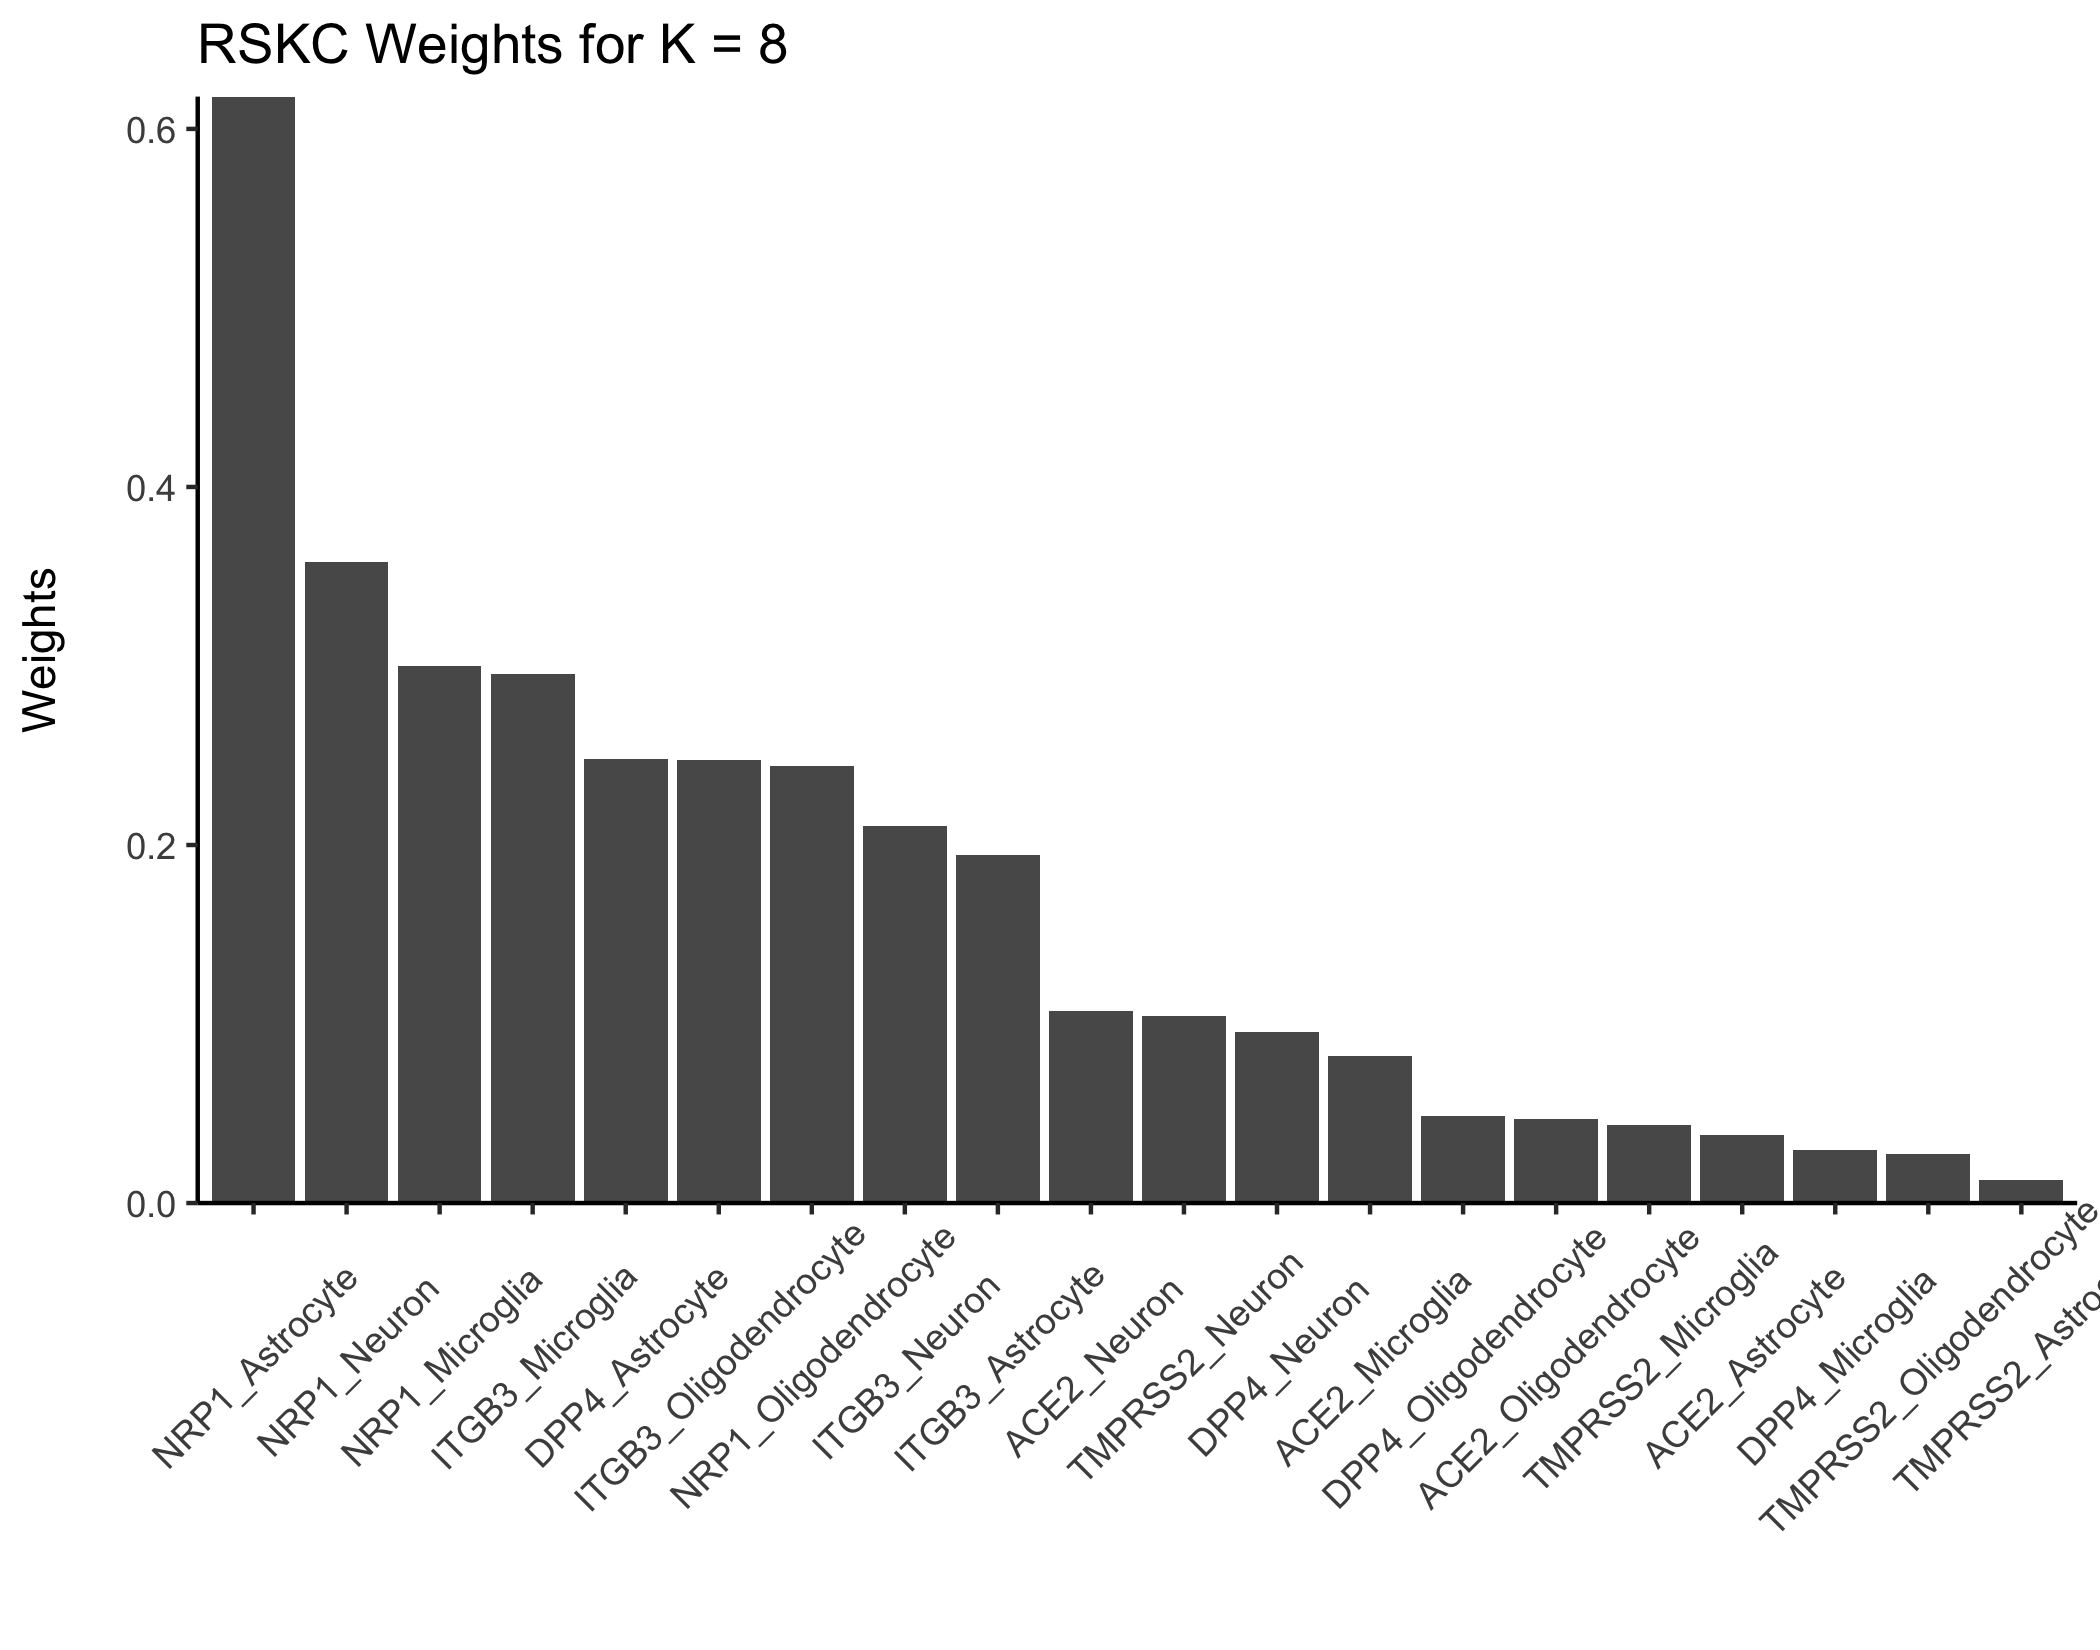 RSKC Weights for K = 8
Weights
0.6
0.4
0.2
0.0
NRP1_Astrocyte
NRP1_Neuron
NRP1_Microglia
ITGB3_Microglia
DPP4_Astrocyte
ITGB3_Oligodendrocyte
NRP1_Oligodendrocyte
ITGB3_Neuron
ITGB3_Astrocyte
ACE2_Neuron
TMPRSS2_Neuron
DPP4_Neuron
ACE2_Microglia
DPP4_Oligodendrocyte
ACE2_Oligodendrocyte
TMPRSS2_Microglia
ACE2_Astrocyte
DPP4_Microglia
TMPRSS2_Oligodendrocyte
TMPRSS2_Astro